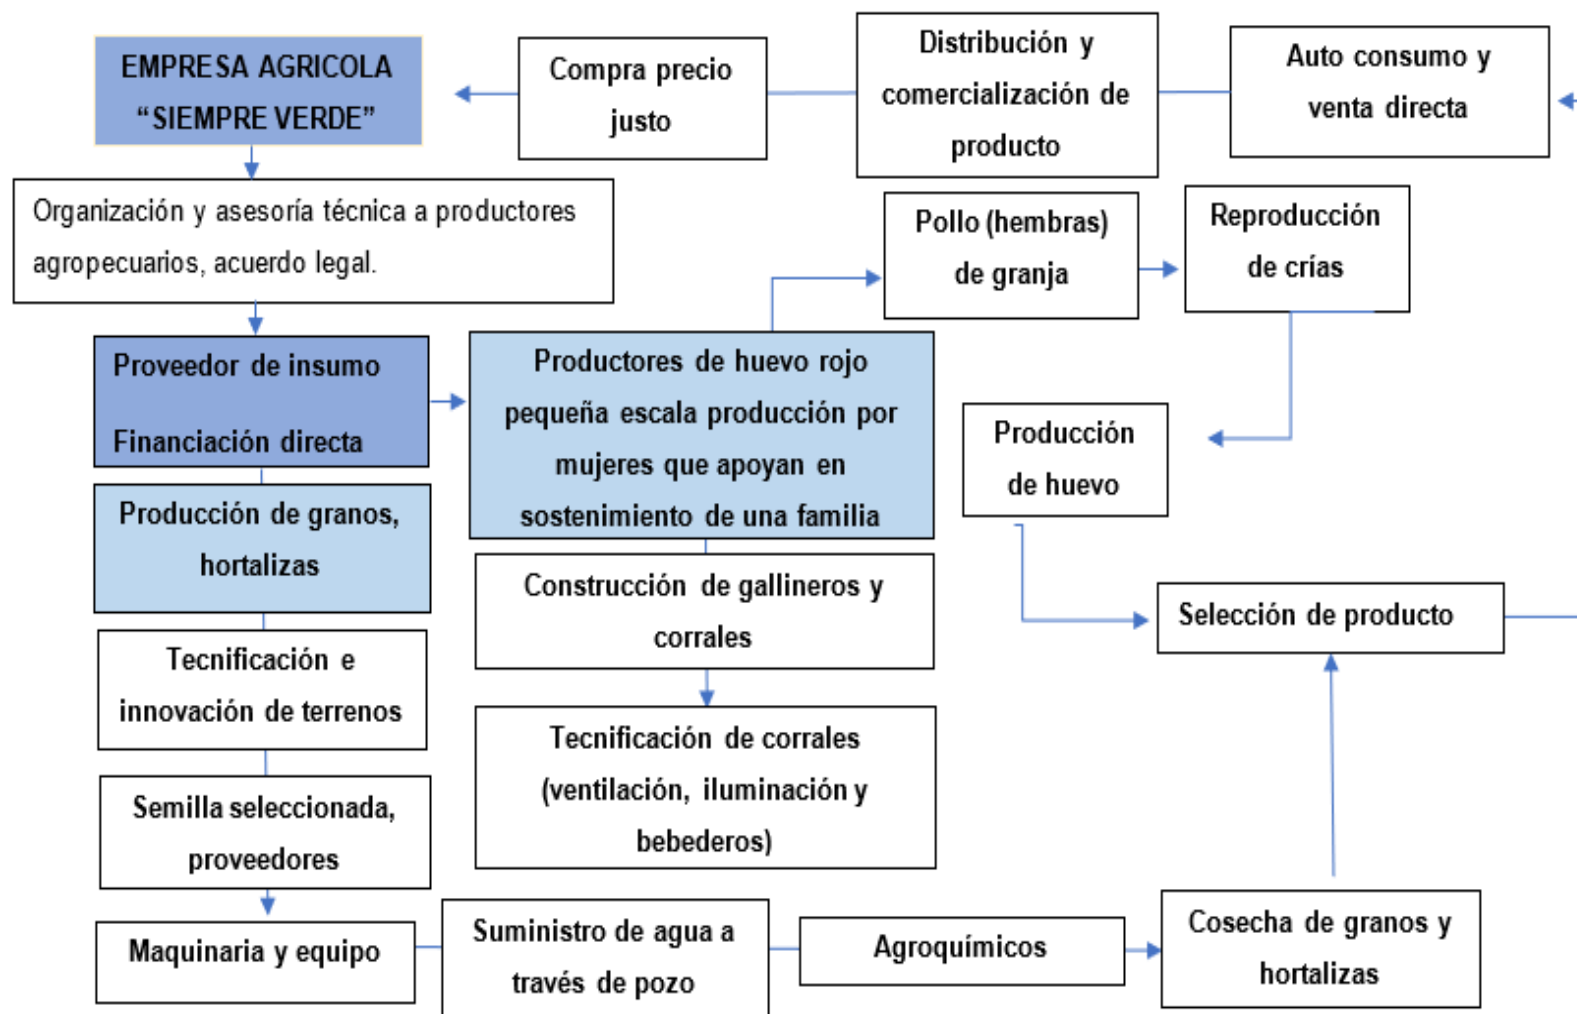 EMPRESA AGRICOLA
“SIEMPRE VERDE”
Compra precio
justo
Distribución y
comercialización de
producto
Auto consumo y
venta directa
Organización y asesoría técnica a productores
agropecuarios, acuerdo legal.
Pollo (hembras)
de granja
Reproducción
de crías
Proveedor de insumo
Financiación directa
Productores de huevo rojo
pequeña escala producción por
mujeres que apoyan en
sostenimiento de una familia
Producción
de huevo
Producción de granos,
hortalizas
Construcción de gallineros y
corrales
Selección de producto
Tecnificación e
innovación de terrenos
Tecnificación de corrales
(ventilación, iluminación y
bebederos)
Semilla seleccionada,
proveedores
Maquinaria y equipo
Suministro de agua a
través de pozo
Agroquímicos
Cosecha de granos y
hortalizas